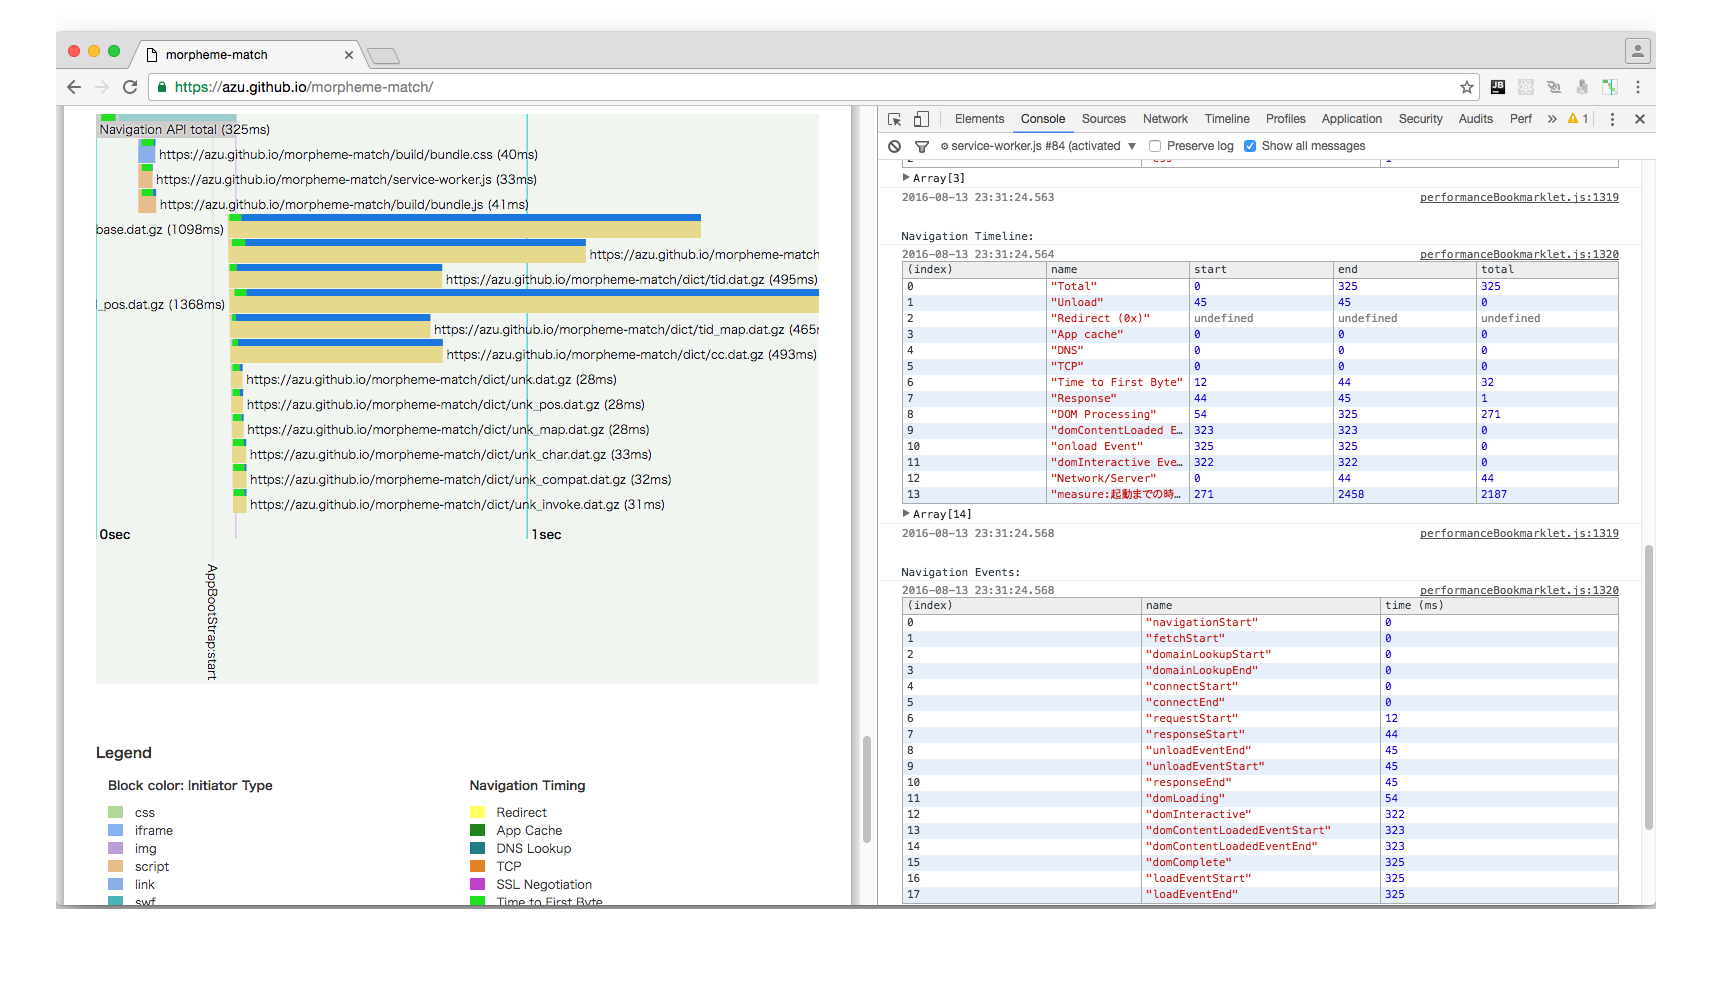 morpheme-match
https://azu.github.io/morpheme-match/
JB
Navigation API total (325ms)
https://azu.github.io/morpheme-match/build/bundle.css (40ms)
https://azu.github.io/morpheme-match/service-worker.js (33ms)
https://azu.github.io/morpheme-match/build/bundle.js (41ms)
base.dat.gz (1098ms)
https://azu.github.io/morpheme-match
https://azu.github.io/morpheme-match/dict/tid.dat.gz (495ms)
l_pos.dat.gz (1368ms)
https://azu.github.io/morpheme-match/dict/tid_map.dat.gz (465m
https://azu.github.io/morpheme-match/dict/cc.dat.gz (493ms)
https://azu.github.io/morpheme-match/dict/unk.dat.gz (28ms)
https://azu.github.io/morpheme-match/dict/unk_pos.dat.gz (28ms)
https://azu.github.io/morpheme-match/dict/unk_map.dat.gz (28ms)
https://azu.github.io/morpheme-match/dict/unk_char.dat.gz (33ms)
https://azu.github.io/morpheme-match/dict/unk_compat.dat.gz (32ms)
https://azu.github.io/morpheme-match/dict/unk_invoke.dat.gz (31ms)
0sec 1sec
AppBootStrap:start
Legend
Block color: Initiator Type
css
iframe
img
script
link
swf
Navigation Timing
Redirect
App Cache
DNS Lookup
TCP
SSL Negotiation
Time to First Byte
Elements Console Sources Network Timeline Profiles Application Security Audits Perf » 1
service-worker.js #84 (activated ▼ Preserve log Show all messages
2 "css" 1
▶ Array[3]
2016-08-13 23:31:24.563 performanceBookmarklet.js:1319
Navigation Timeline:
2016-08-13 23:31:24.564 performanceBookmarklet.js:1320
(index) name start end total
0 "Total" 0 325 325
1 "Unload" 45 45 0
2 "Redirect (0x)" undefined undefined undefined
3 "App cache" 0 0 0
4 "DNS" 0 0 0
5 "TCP" 0 0 0
6 "Time to First Byte" 12 44 32
7 "Response" 44 45 1
8 "DOM Processing" 54 325 271
9 "domContentLoaded E… 323 323 0
10 "onload Event" 325 325 0
11 "domInteractive Eve… 322 322 0
12 "Network/Server" 0 44 44
13 "measure:起動までの時… 271 2458 2187
▶ Array[14]
2016-08-13 23:31:24.568 performanceBookmarklet.js:1319
Navigation Events:
2016-08-13 23:31:24.568 performanceBookmarklet.js:1320
(index) name time (ms)
0 "navigationStart" 0
1 "fetchStart" 0
2 "domainLookupStart" 0
3 "domainLookupEnd" 0
4 "connectStart" 0
5 "connectEnd" 0
6 "requestStart" 12
7 "responseStart" 44
8 "unloadEventEnd" 45
9 "unloadEventStart" 45
10 "responseEnd" 45
11 "domLoading" 54
12 "domInteractive" 322
13 "domContentLoadedEventStart" 323
14 "domContentLoadedEventEnd" 323
15 "domComplete" 325
16 "loadEventStart" 325
17 "loadEventEnd" 325